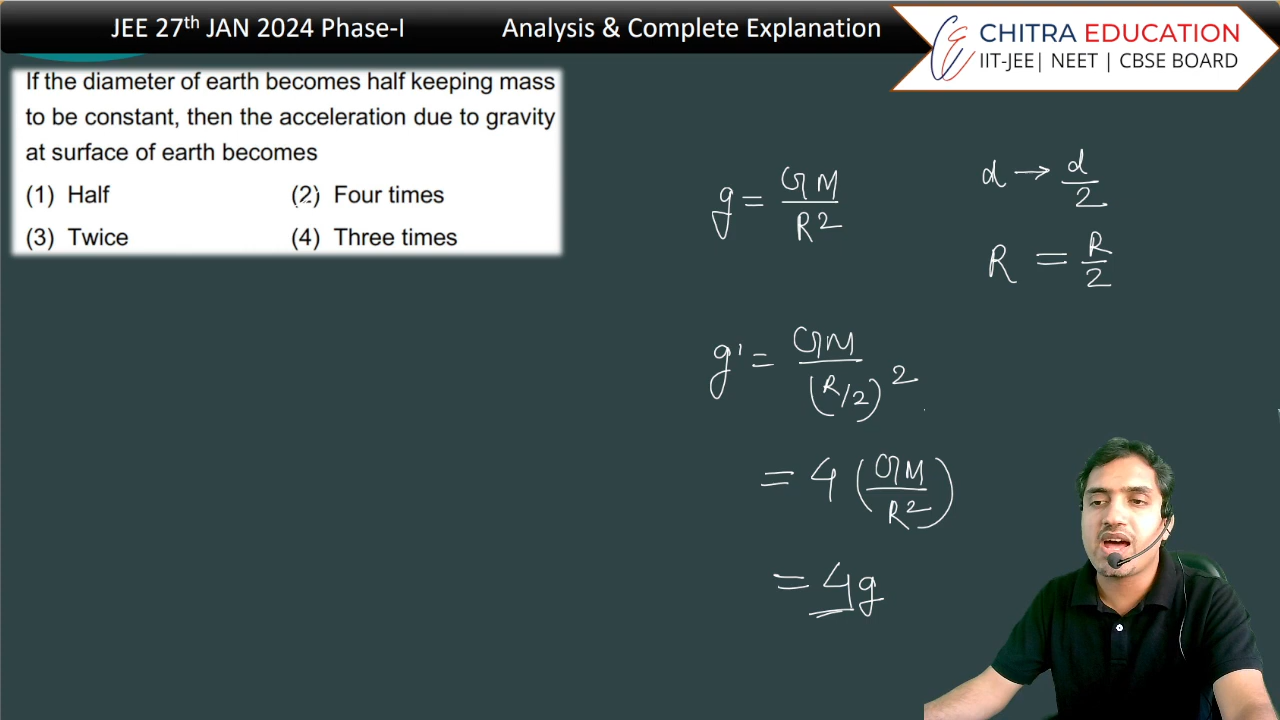 JEE 27th JAN 2024 Phase-I
Analysis & Complete Explanation
CHITRA EDUCATION
IIT-JEE| NEET | CBSE BOARD
If the diameter of earth becomes half keeping mass
to be constant, then the acceleration due to gravity
at surface of earth becomes
(1) Half
(2) Four times
(3) Twice
(4) Three times
g = GM/R²
d → d/2
R = R/2
g' = GM/(R/2)²
= 4 (GM/R²)
= 4g